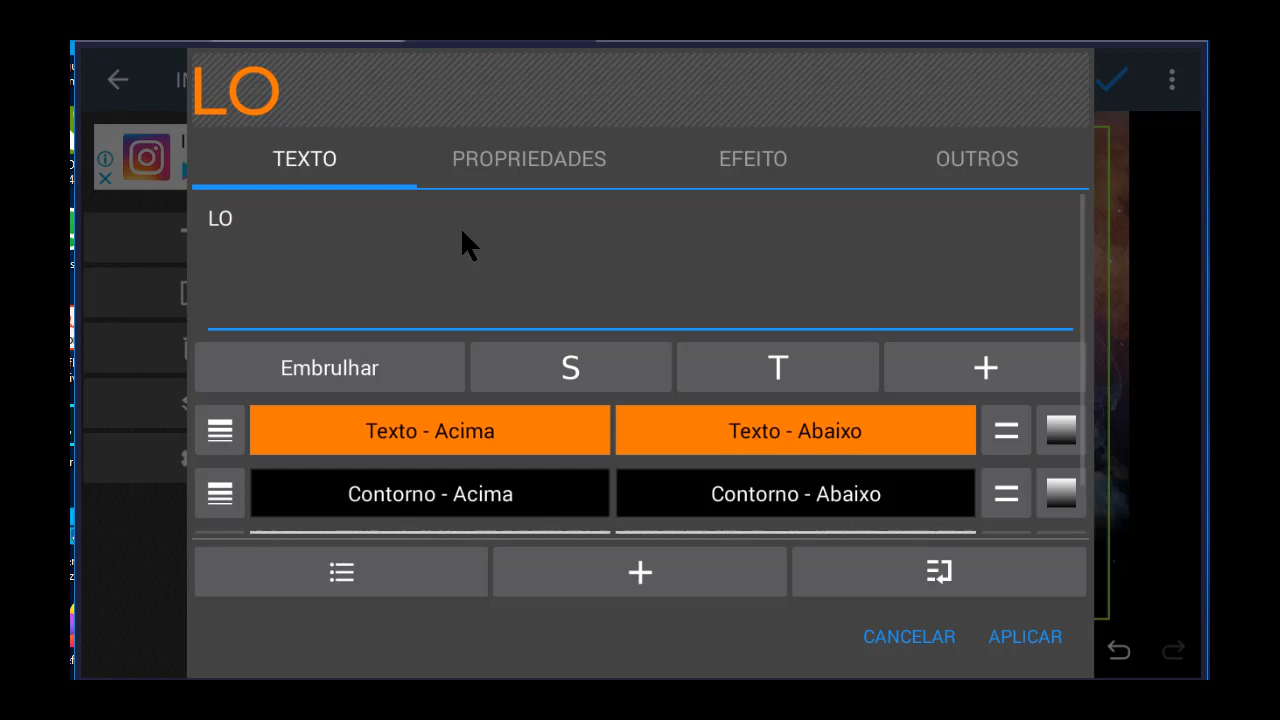 LO
TEXTO PROPRIEDADES EFEITO OUTROS
LO
Embrulhar S T +
Texto - Acima Texto - Abaixo
Contorno - Acima Contorno - Abaixo
CANCELAR APLICAR